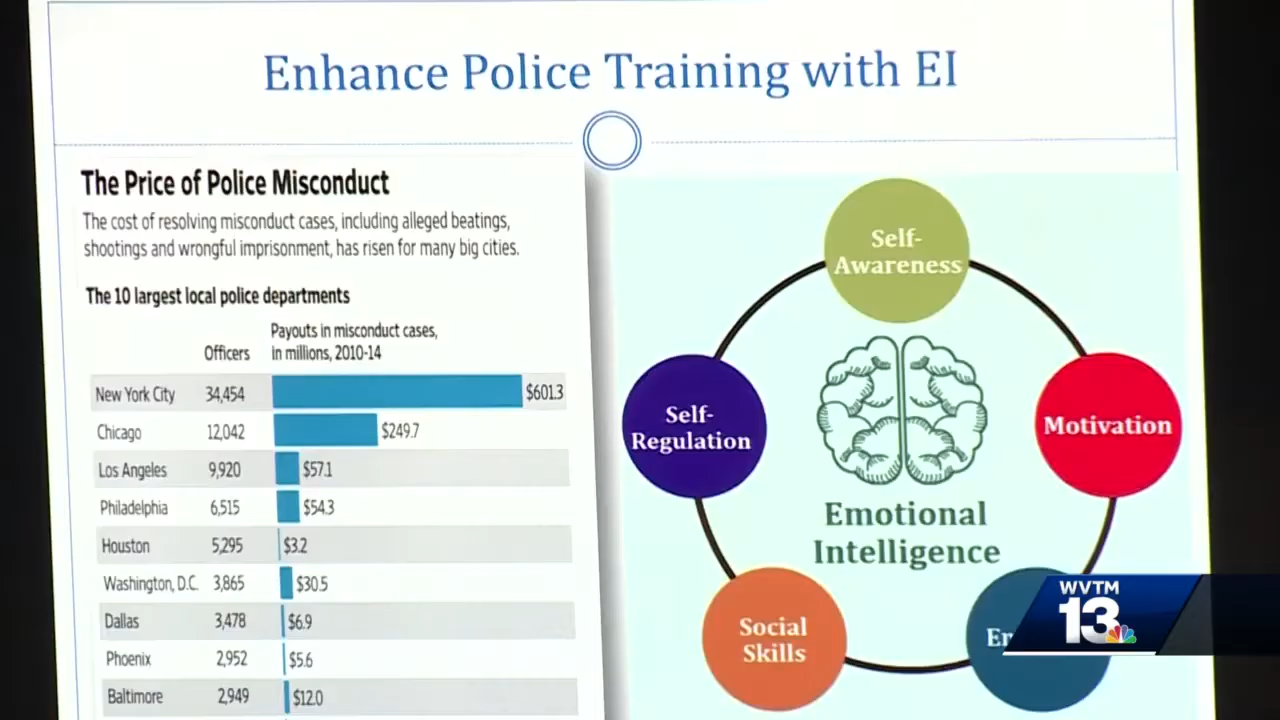 Enhance Police Training with EI
The Price of Police Misconduct
The cost of resolving misconduct cases, including alleged beatings,
shootings and wrongful imprisonment, has risen for many big cities.
The 10 largest local police departments
Officers
Payouts in misconduct cases,
in millions, 2010-14
New York City 34,454 $601.3
Chicago 12,042 $249.7
Los Angeles 9,920 $57.1
Philadelphia 6,515 $54.3
Houston 5,295 $3.2
Washington, D.C. 3,865 $30.5
Dallas 3,478 $6.9
Phoenix 2,952 $5.6
Baltimore 2,949 $12.0
Self-
Awareness
Self-
Regulation
Motivation
Emotional
Intelligence
Social
Skills
WVTM
13